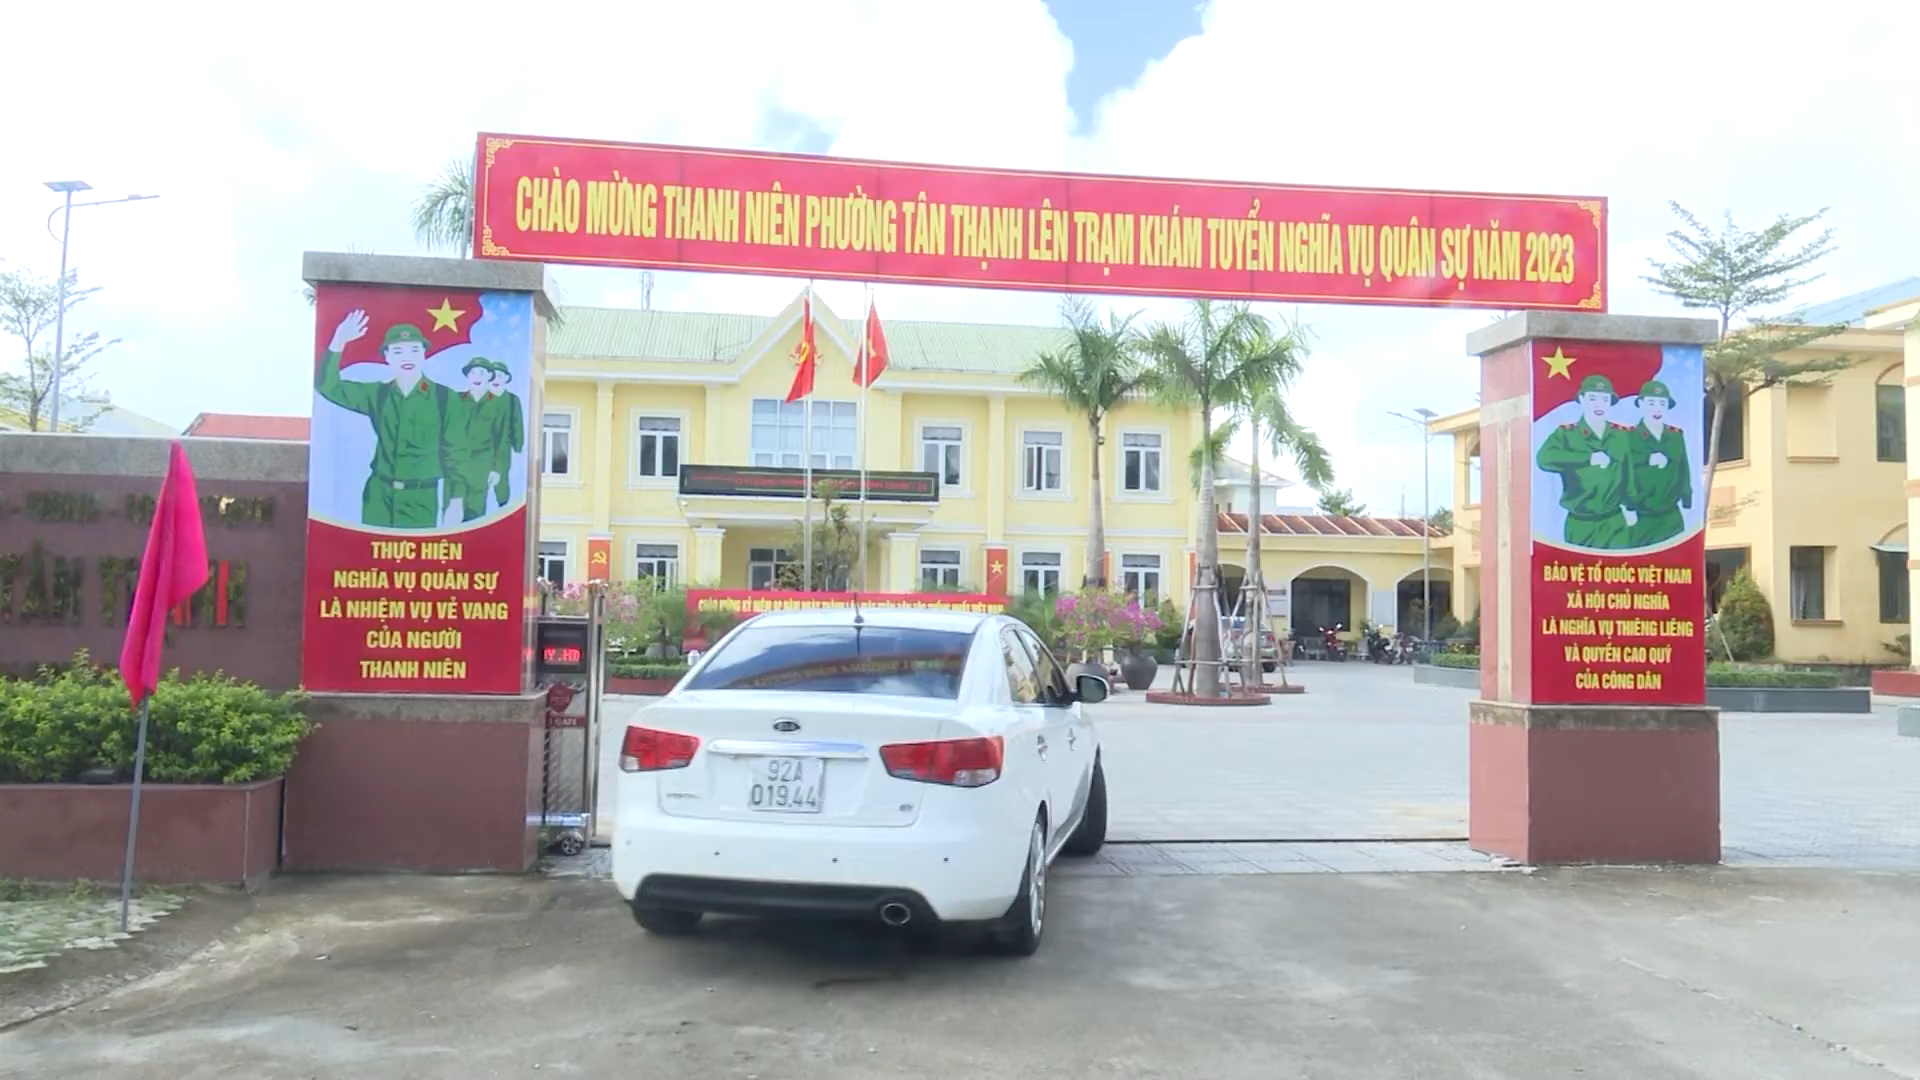 CHÀO MỪNG THANH NIÊN PHƯỜNG TÂN THẠNH LÊN TRẠM KHÁM TUYỂN NGHĨA VỤ QUÂN SỰ NĂM 2023
THỰC HIỆN
NGHĨA VỤ QUÂN SỰ
LÀ NHIỆM VỤ VẺ VANG
CỦA NGƯỜI
THANH NIÊN
BẢO VỆ TỔ QUỐC VIỆT NAM
XÃ HỘI CHỦ NGHĨA
LÀ NGHĨA VỤ THIÊNG LIÊNG
VÀ QUYỀN CAO QUÝ
CỦA CÔNG DÂN
TÂN THẠNH
KIA
92A
019.44